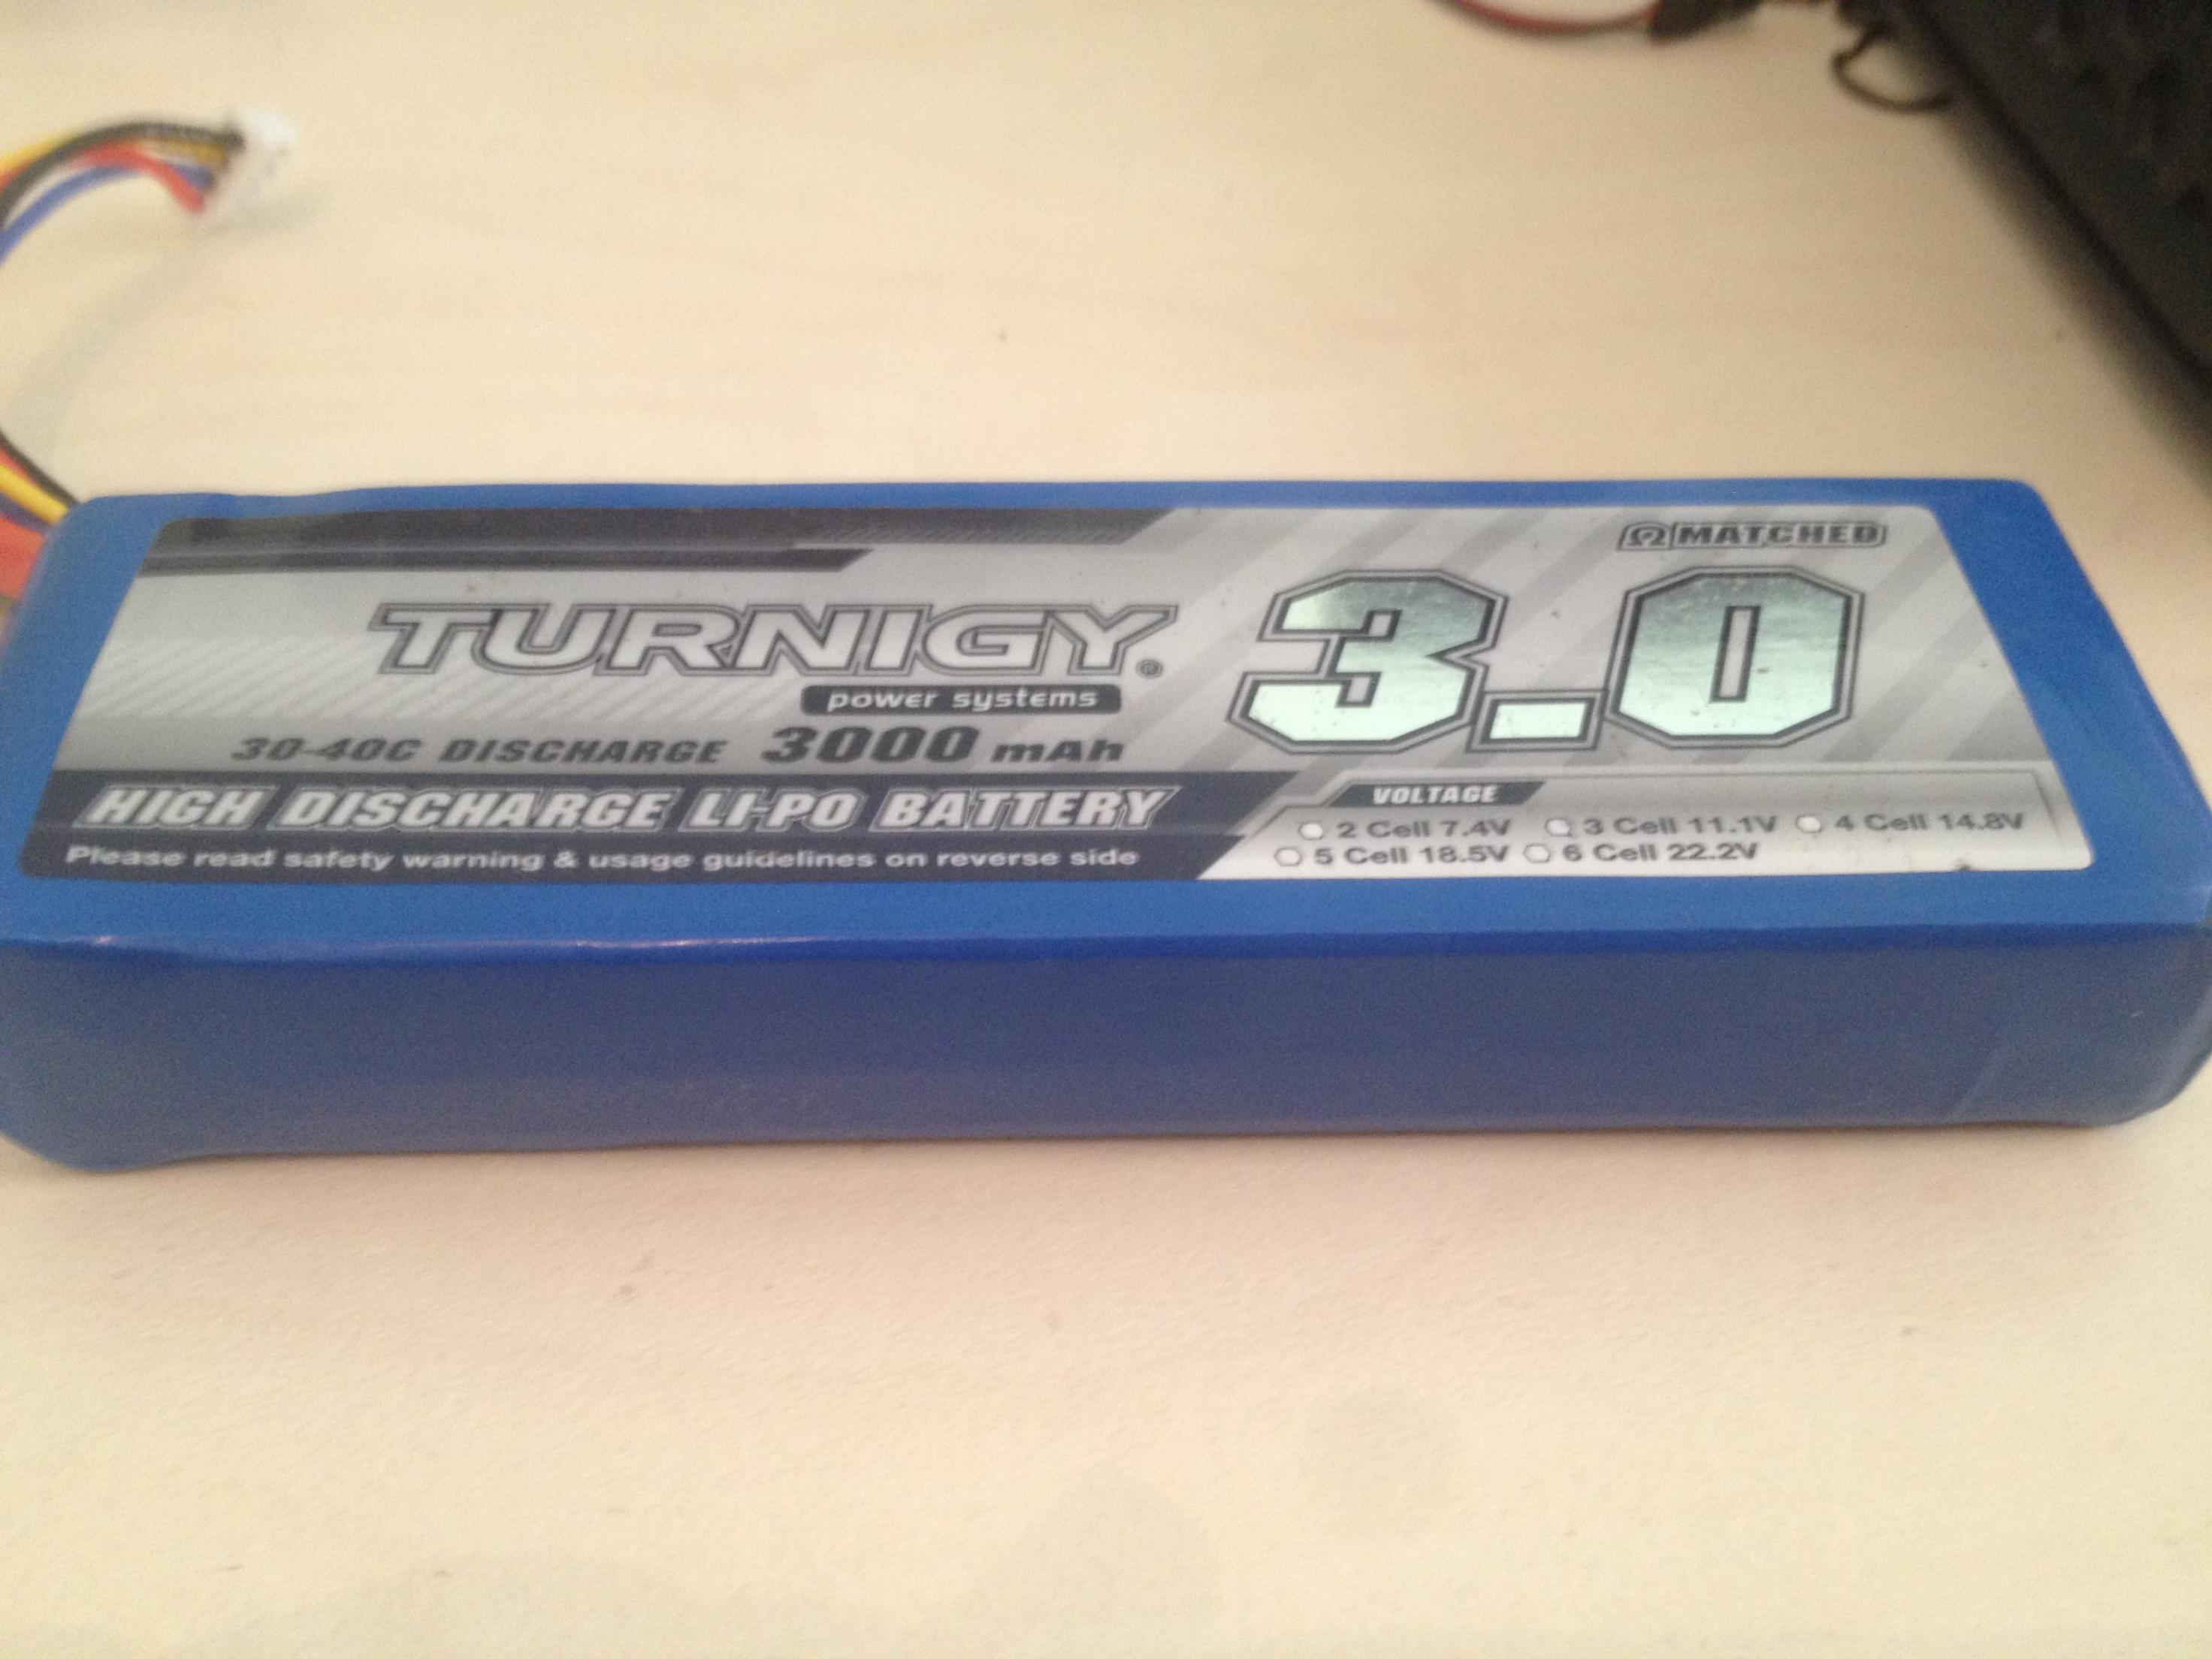 Ω MATCHED
TURNIGY®
power systems
3.0
30-40C DISCHARGE 3000 mAh
HIGH DISCHARGE LI-PO BATTERY
Please read safety warning & usage guidelines on reverse side
VOLTAGE
2 Cell 7.4V 3 Cell 11.1V 4 Cell 14.8V
5 Cell 18.5V 6 Cell 22.2V